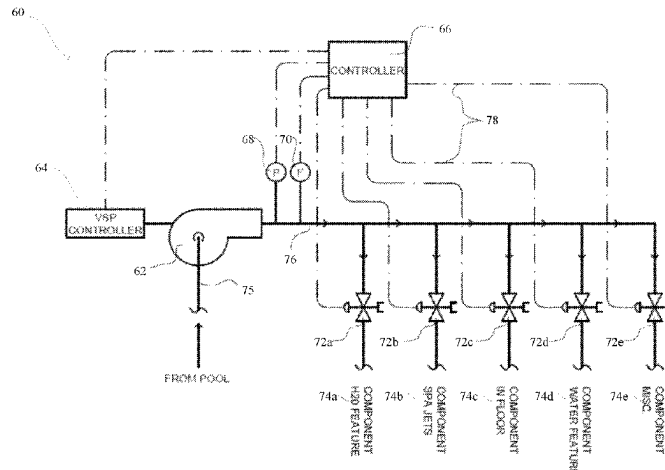 60
66
CONTROLLER
68
70
78
P
F
64
VSP
CONTROLLER
62
76
75
72a
72b
72c
72d
72e
FROM POOL
74a
COMPONENT
H20 FEATURE
74b
COMPONENT
SPA JETS
74c
COMPONENT
IN FLOOR
74d
COMPONENT
WATER FEATURE
74e
COMPONENT
MISC.